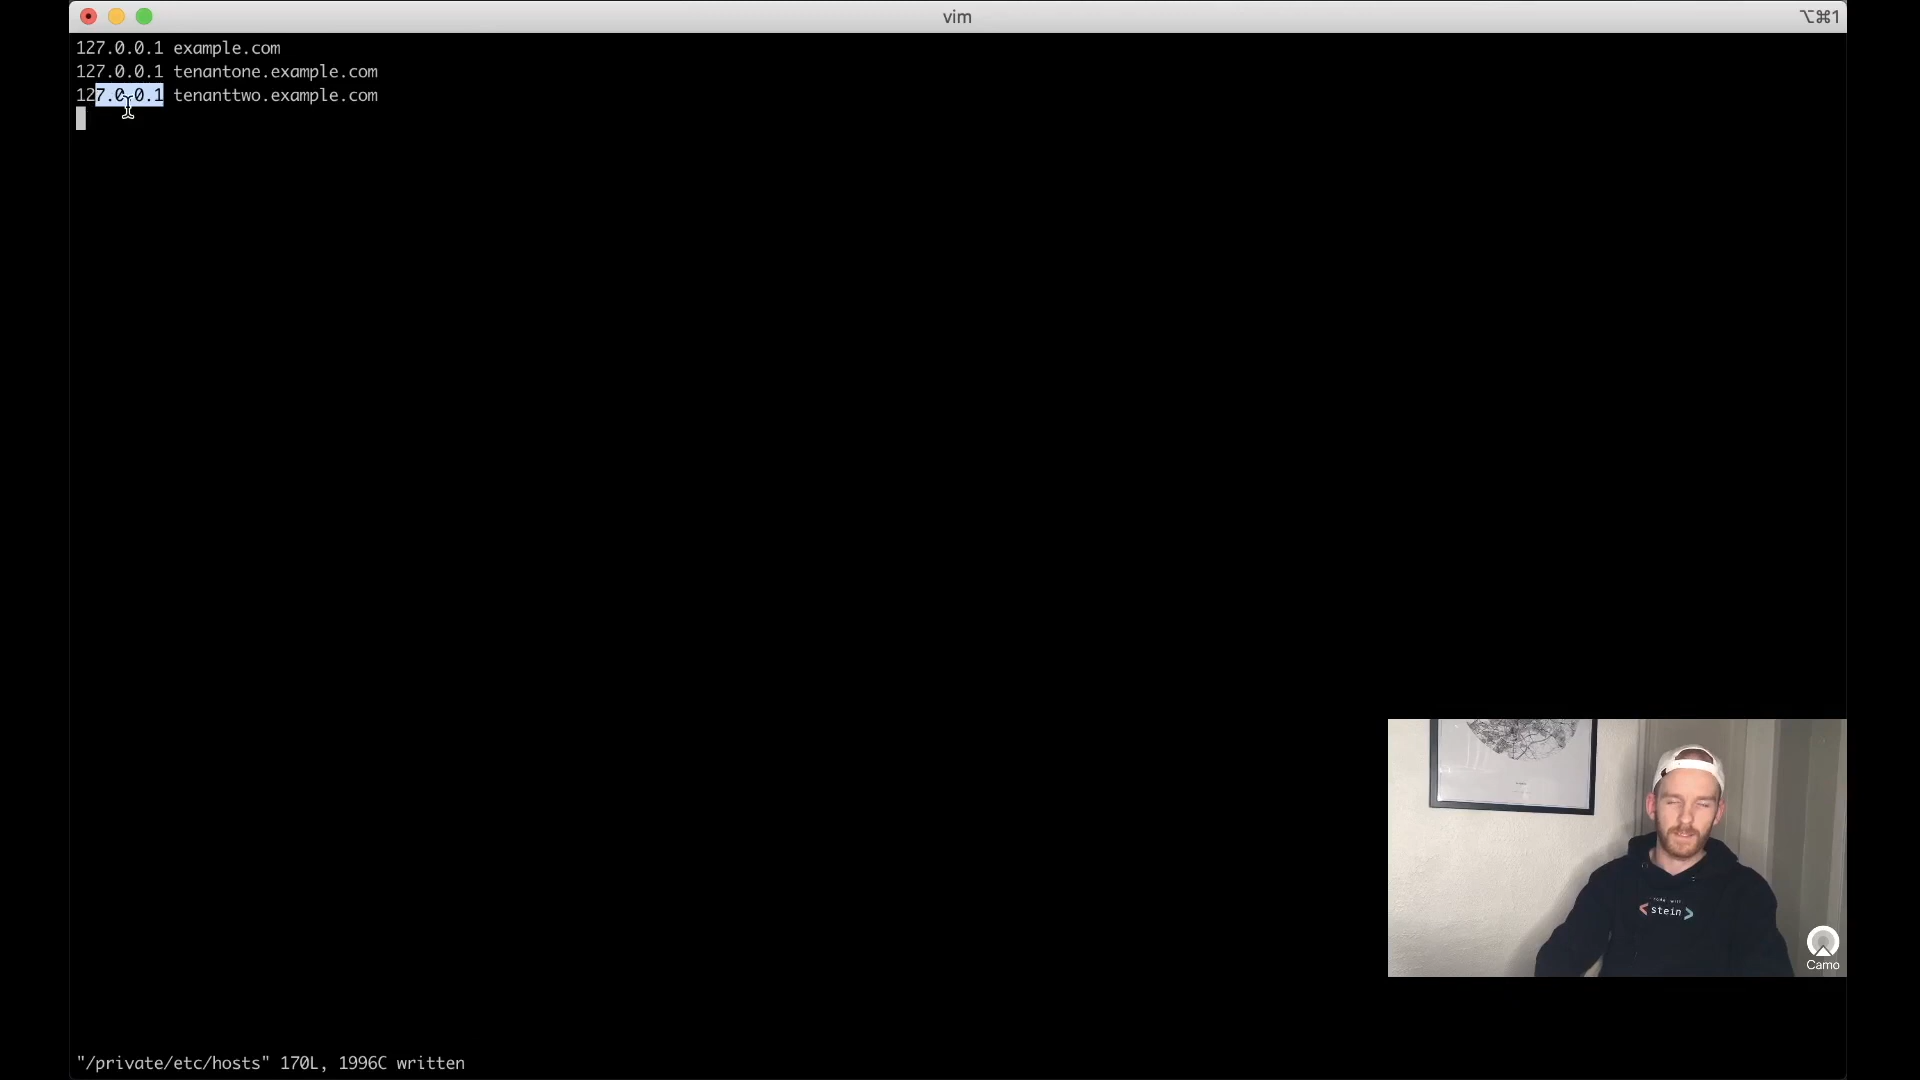 vim
⌥⌘1
127.0.0.1 example.com
127.0.0.1 tenantone.example.com
127.0.0.1 tenanttwo.example.com
<stein>
Camo
"/private/etc/hosts" 170L, 1996C written